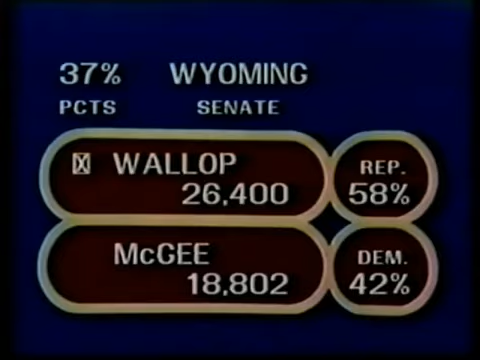 37% WYOMING
PCTS SENATE
☒ WALLOP REP.
26,400 58%
McGEE DEM.
18,802 42%